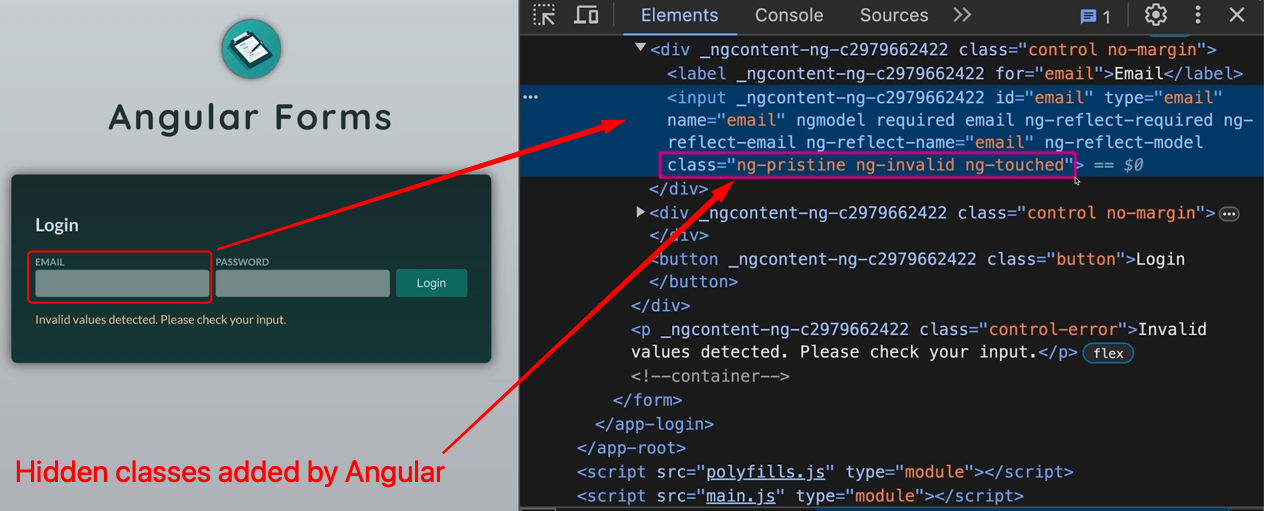 Angular Forms
Login
EMAIL
PASSWORD
Login
Invalid values detected. Please check your input.
Hidden classes added by Angular
Elements
Console
Sources
1
<div _ngcontent-ng-c2979662422 class="control no-margin">
<label _ngcontent-ng-c2979662422 for="email">Email</label>
<input _ngcontent-ng-c2979662422 id="email" type="email"
name="email" ngmodel required email ng-reflect-required ng-
reflect-email ng-reflect-name="email" ng-reflect-model
class="ng-pristine ng-invalid ng-touched"> == $0
</div>
<div _ngcontent-ng-c2979662422 class="control no-margin">
</div>
<button _ngcontent-ng-c2979662422 class="button">Login
</button>
</div>
<p _ngcontent-ng-c2979662422 class="control-error">Invalid
values detected. Please check your input.</p> flex
<!--container-->
</form>
</app-login>
</app-root>
<script src="polyfills.js" type="module"></script>
<script src="main.js" type="module"></script>